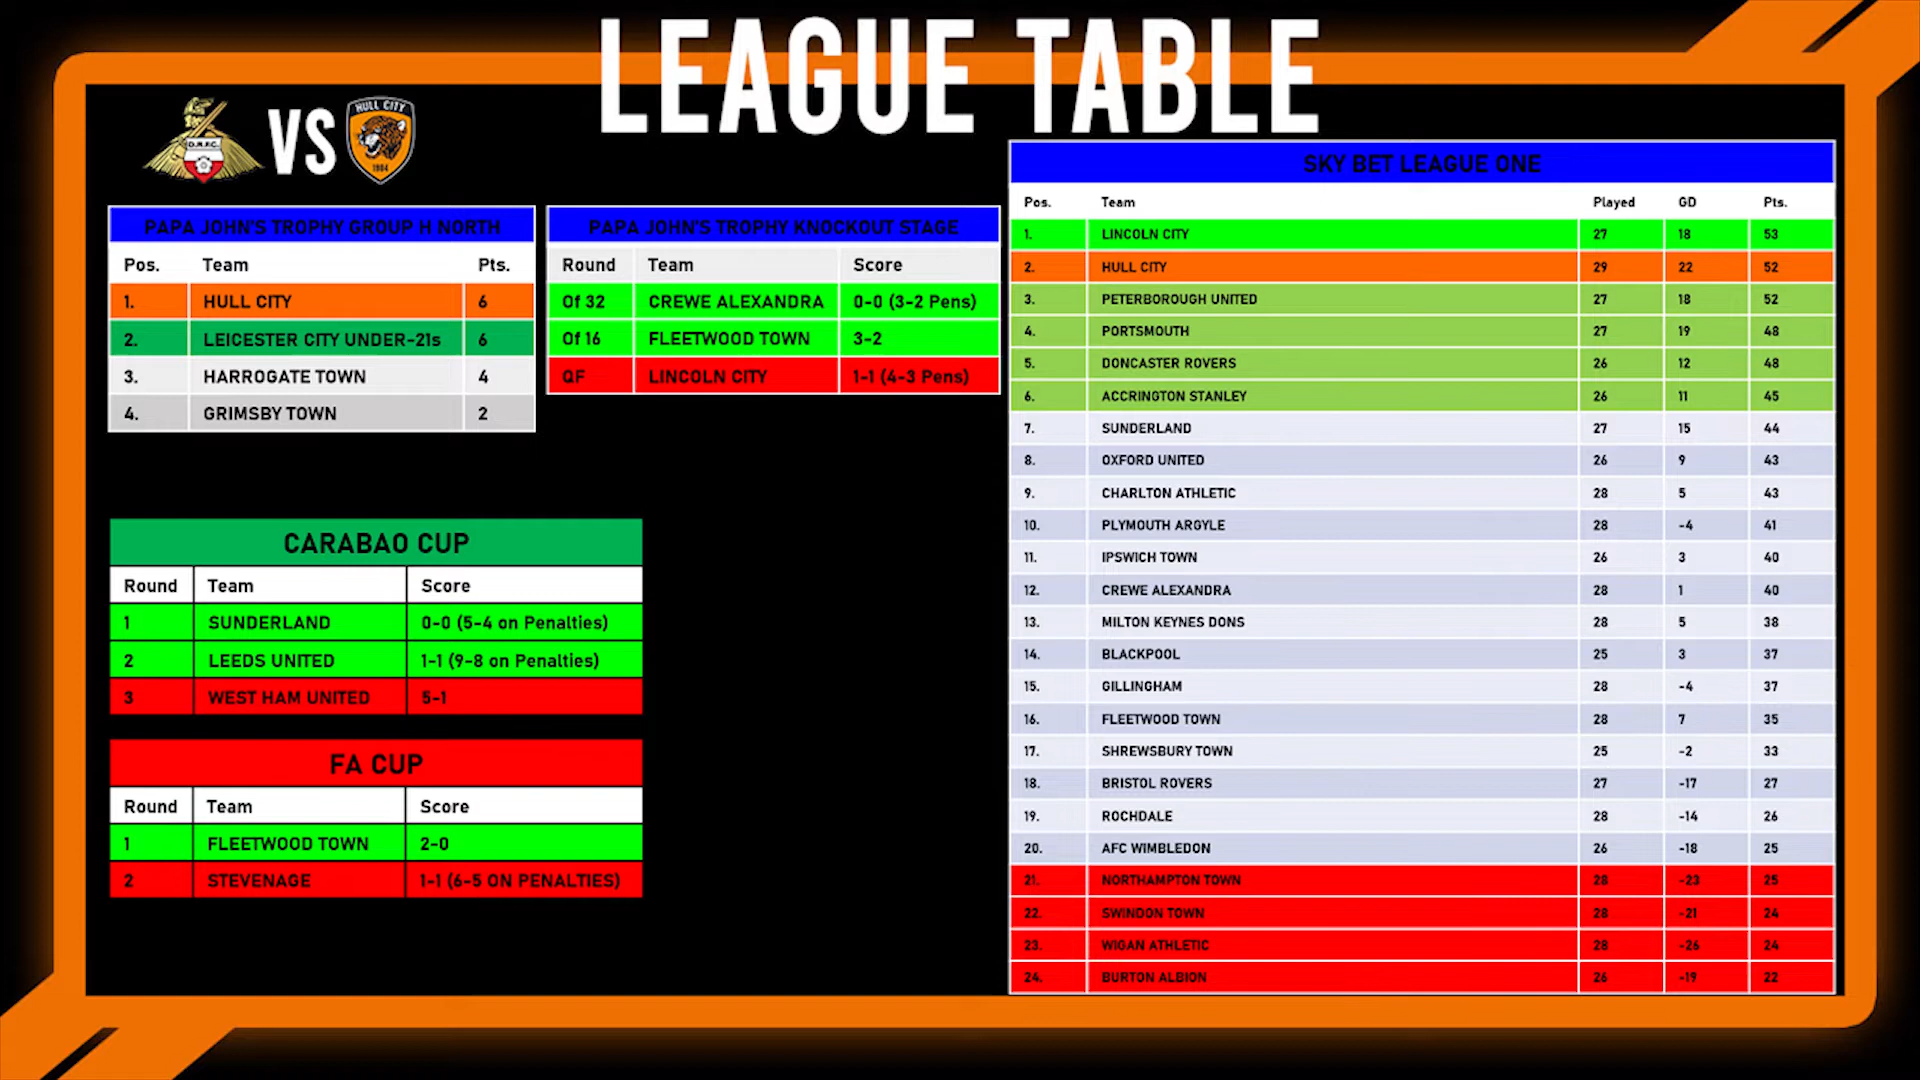 LEAGUE TABLE
D.R.F.C.
VS
HULL CITY
1904
PAPA JOHN'S TROPHY GROUP H NORTH
Pos. Team Pts.
1. HULL CITY 6
2. LEICESTER CITY UNDER-21s 6
3. HARROGATE TOWN 4
4. GRIMSBY TOWN 2
PAPA JOHN'S TROPHY KNOCKOUT STAGE
Round Team Score
Of 32 CREWE ALEXANDRA 0-0 (3-2 Pens)
Of 16 FLEETWOOD TOWN 3-2
QF LINCOLN CITY 1-1 (4-3 Pens)
CARABAO CUP
Round Team Score
1 SUNDERLAND 0-0 (5-4 on Penalties)
2 LEEDS UNITED 1-1 (9-8 on Penalties)
3 WEST HAM UNITED 5-1
FA CUP
Round Team Score
1 FLEETWOOD TOWN 2-0
2 STEVENAGE 1-1 (6-5 ON PENALTIES)
SKY BET LEAGUE ONE
Pos. Team Played GD Pts.
1. LINCOLN CITY 27 18 53
2. HULL CITY 29 22 52
3. PETERBOROUGH UNITED 27 18 52
4. PORTSMOUTH 27 19 48
5. DONCASTER ROVERS 26 12 48
6. ACCRINGTON STANLEY 26 11 45
7. SUNDERLAND 27 15 44
8. OXFORD UNITED 26 9 43
9. CHARLTON ATHLETIC 28 5 43
10. PLYMOUTH ARGYLE 28 -4 41
11. IPSWICH TOWN 26 3 40
12. CREWE ALEXANDRA 28 1 40
13. MILTON KEYNES DONS 28 5 38
14. BLACKPOOL 25 3 37
15. GILLINGHAM 28 -4 37
16. FLEETWOOD TOWN 28 7 35
17. SHREWSBURY TOWN 25 -2 33
18. BRISTOL ROVERS 27 -17 27
19. ROCHDALE 28 -14 26
20. AFC WIMBLEDON 26 -18 25
21. NORTHAMPTON TOWN 28 -23 25
22. SWINDON TOWN 28 -21 24
23. WIGAN ATHLETIC 28 -26 24
24. BURTON ALBION 26 -19 22